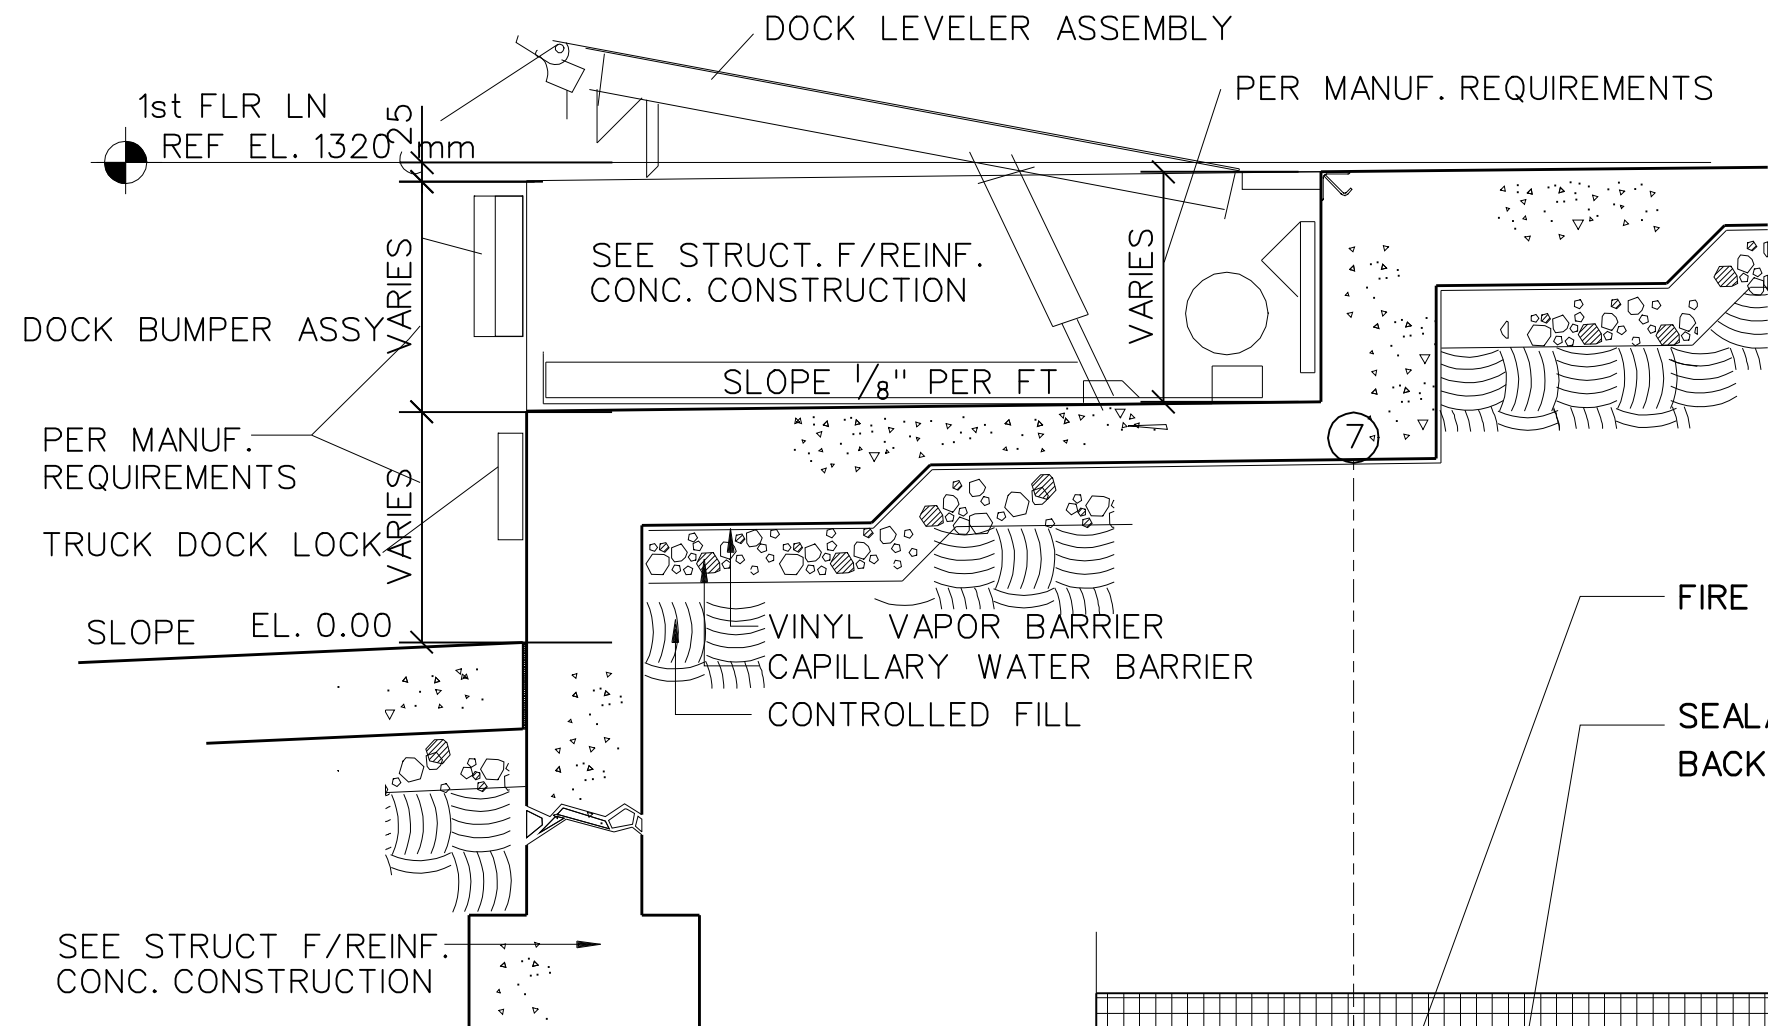 DOCK LEVELER ASSEMBLY
PER MANUF. REQUIREMENTS
1st FLR LN
REF EL. 1320 mm
25
SEE STRUCT. F/REINF.
CONC. CONSTRUCTION
VARIES
VARIES
DOCK BUMPER ASSY
SLOPE 1/8" PER FT
PER MANUF.
REQUIREMENTS
7
VARIES
TRUCK DOCK LOCK
SLOPE EL. 0.00
VINYL VAPOR BARRIER
CAPILLARY WATER BARRIER
CONTROLLED FILL
FIRE
SEALA
BACK
SEE STRUCT F/REINF.
CONC. CONSTRUCTION